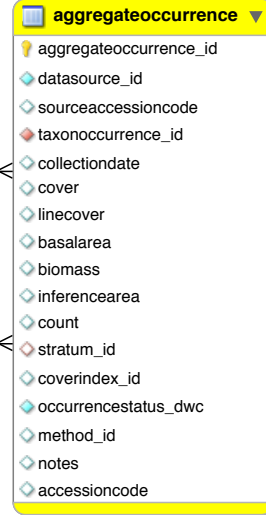 aggregateoccurrence
aggregateoccurrence_id
datasource_id
sourceaccessioncode
taxonoccurrence_id
collectiondate
cover
linecover
basalarea
biomass
inferencearea
count
stratum_id
coverindex_id
occurrencestatus_dwc
method_id
notes
accessioncode